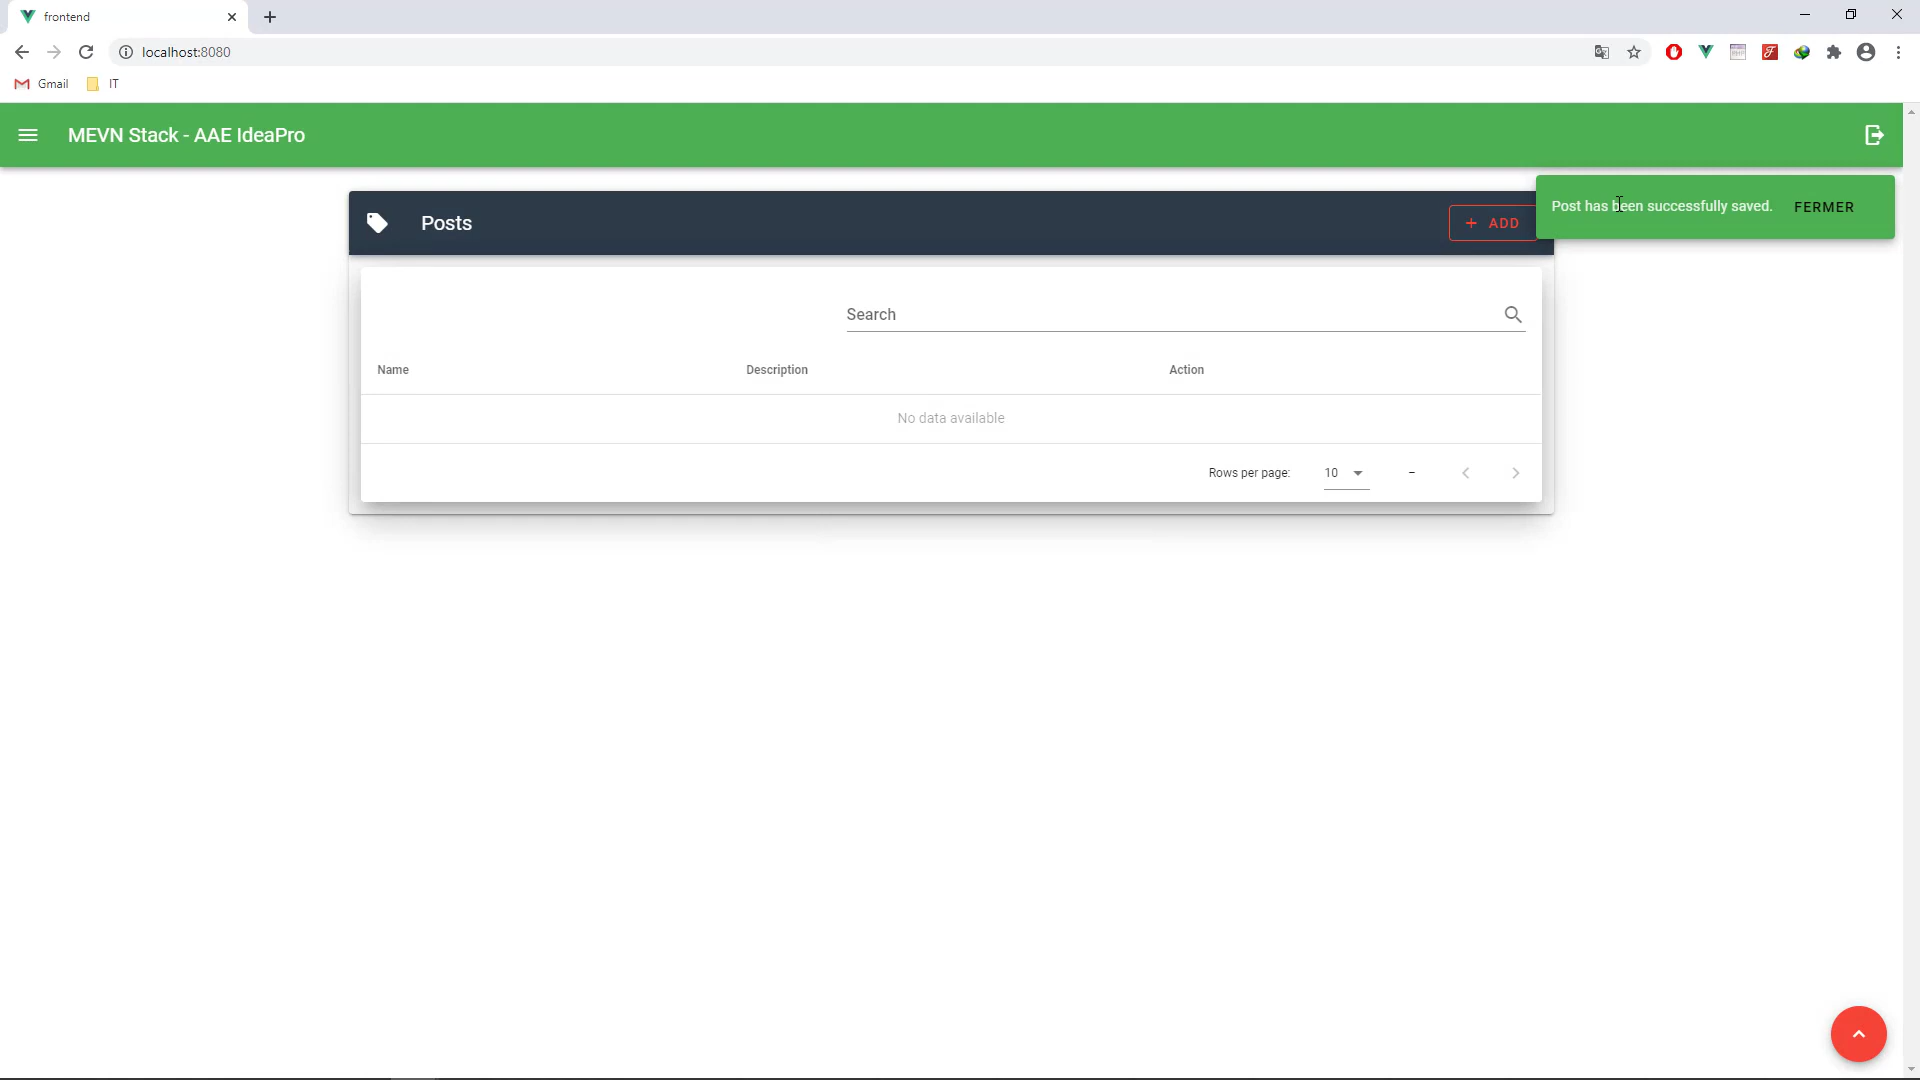 frontend
localhost:8080
Gmail IT
MEVN Stack - AAE IdeaPro
Post has been successfully saved. FERMER
Posts + ADD
Search
Name Description Action
No data available
Rows per page: 10 –